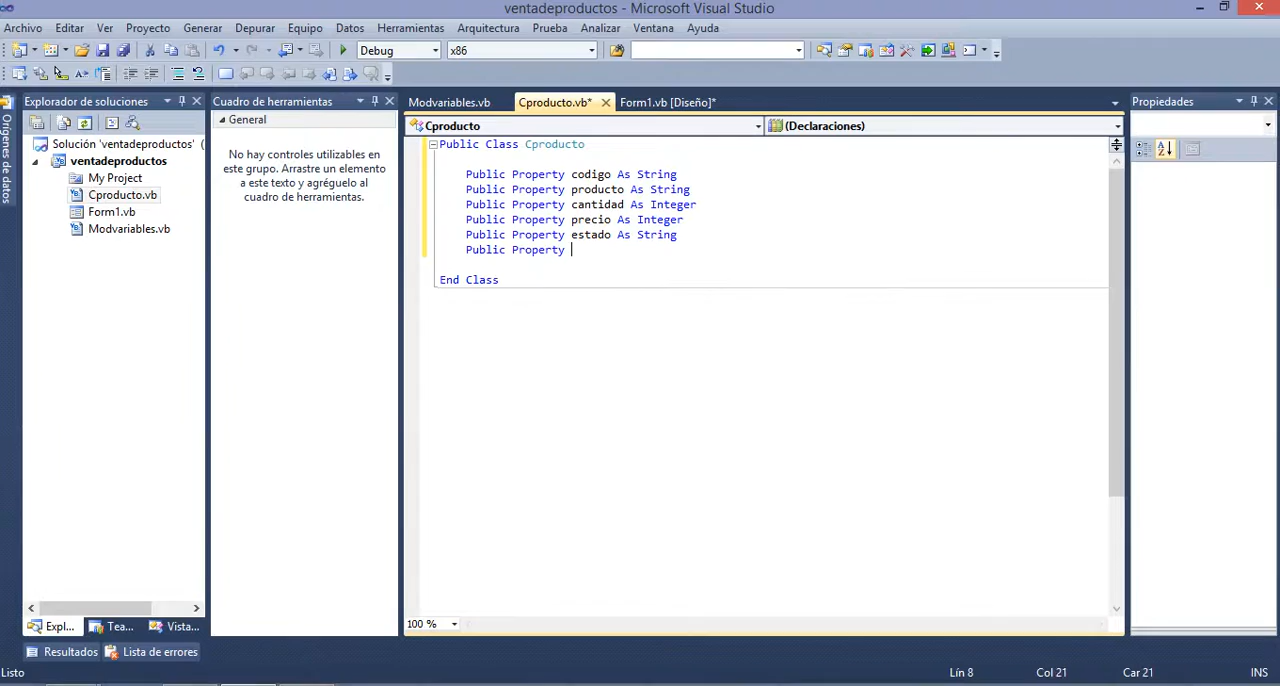 ventadeproductos - Microsoft Visual Studio
Archivo Editar Ver Proyecto Generar Depurar Equipo Datos Herramientas Arquitectura Prueba Analizar Ventana Ayuda
Debug x86
Explorador de soluciones
Cuadro de herramientas
Modvariables.vb Cproducto.vb* Form1.vb [Diseño]*
Propiedades
Orígenes de datos
Solución 'ventadeproductos' (
ventadeproductos
My Project
Cproducto.vb
Form1.vb
Modvariables.vb
General
No hay controles utilizables en
este grupo. Arrastre un elemento
a este texto y agréguelo al
cuadro de herramientas.
Cproducto (Declaraciones)
Public Class Cproducto
Public Property codigo As String
Public Property producto As String
Public Property cantidad As Integer
Public Property precio As Integer
Public Property estado As String
Public Property
End Class
100 %
Expl... Tea... Vista...
Resultados Lista de errores
Listo Lín 8 Col 21 Car 21 INS